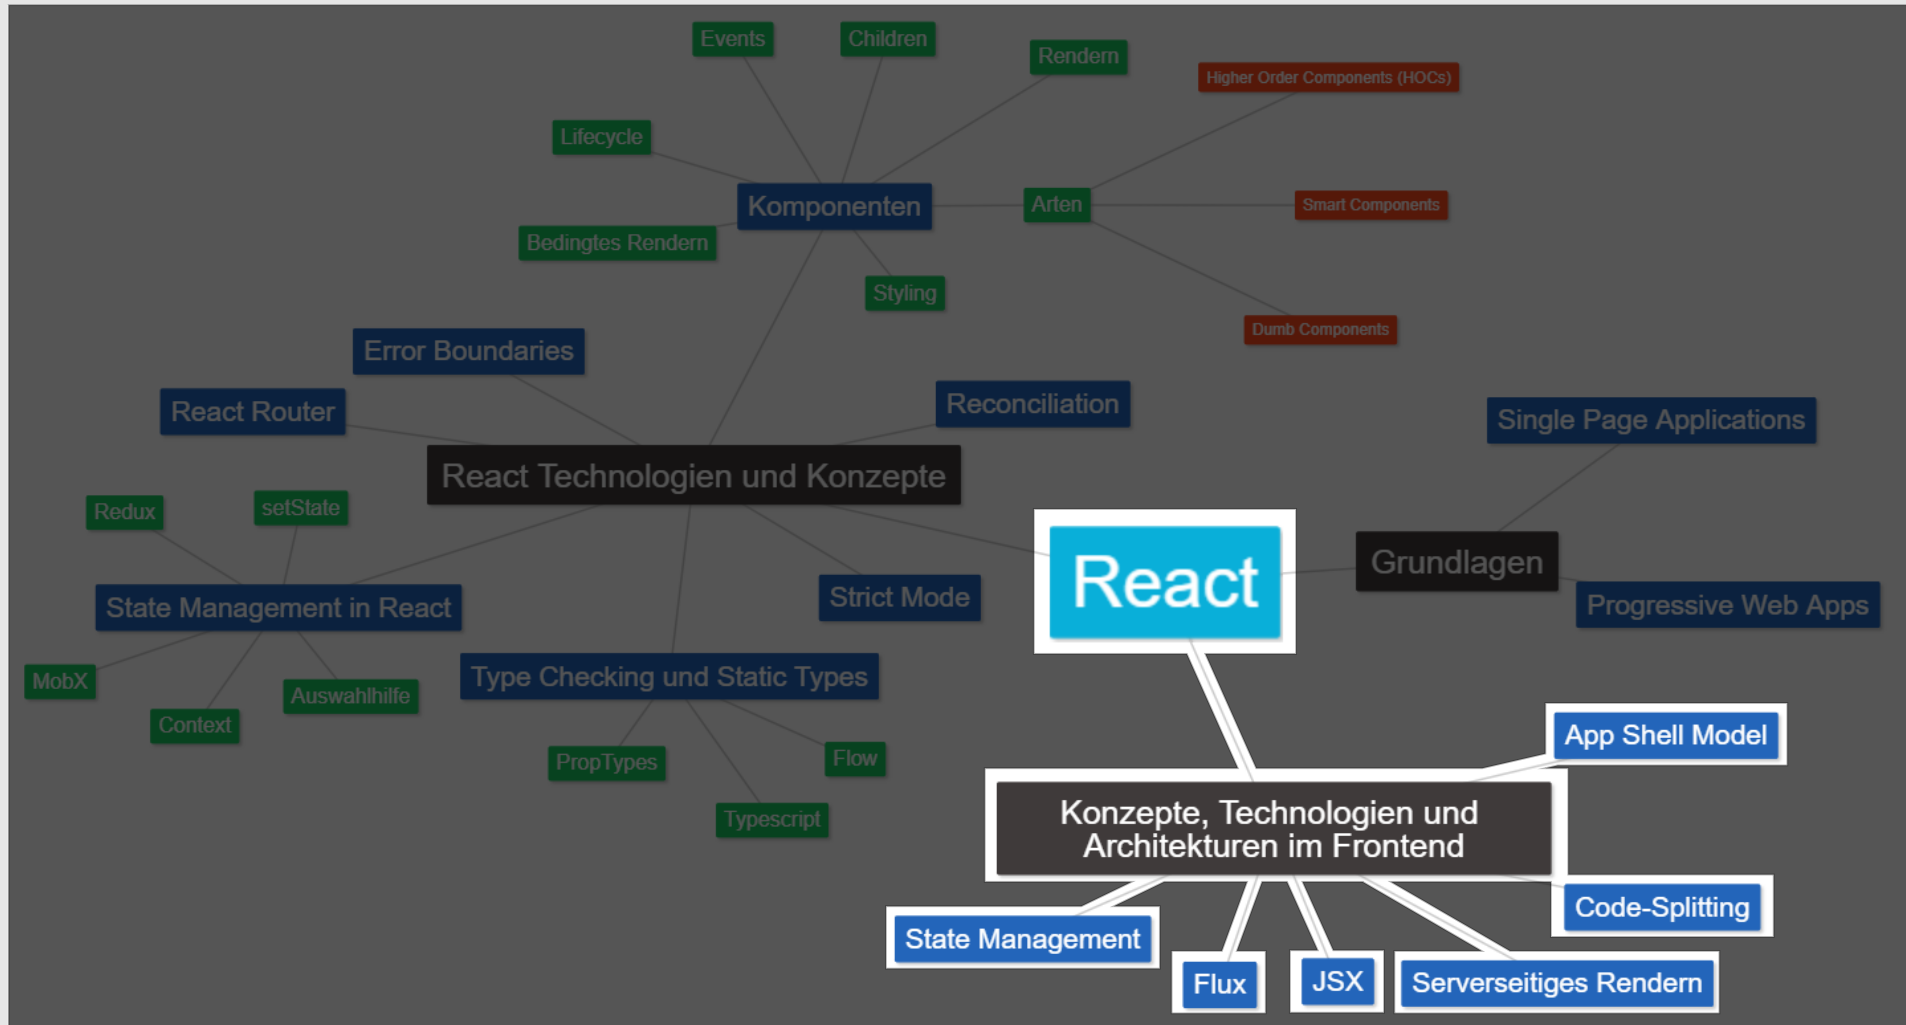 Events
Children
Rendern
Higher Order Components (HOCs)
Lifecycle
Komponenten
Arten
Smart Components
Bedingtes Rendern
Styling
Dumb Components
Error Boundaries
React Router
Reconciliation
Single Page Applications
React Technologien und Konzepte
Redux
setState
React
Grundlagen
State Management in React
Strict Mode
Progressive Web Apps
MobX
Auswahlhilfe
Context
Type Checking und Static Types
PropTypes
Flow
Typescript
App Shell Model
Konzepte, Technologien und
Architekturen im Frontend
Code-Splitting
State Management
Flux
JSX
Serverseitiges Rendern